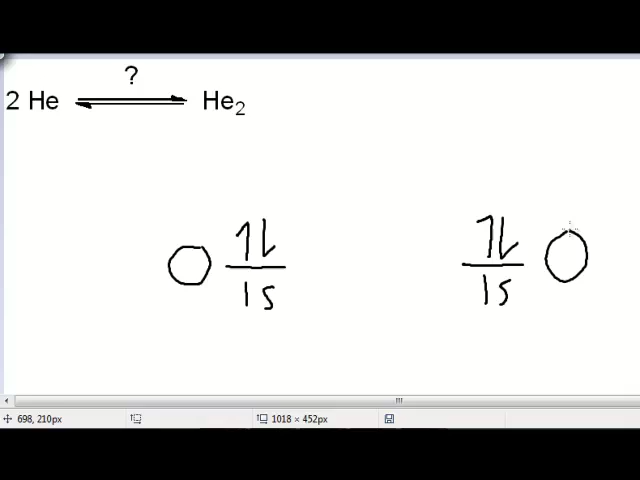 ?
2 He ⇌ He₂
↿⇂ ↿⇂
1s 1s
698, 210px 1018 × 452px